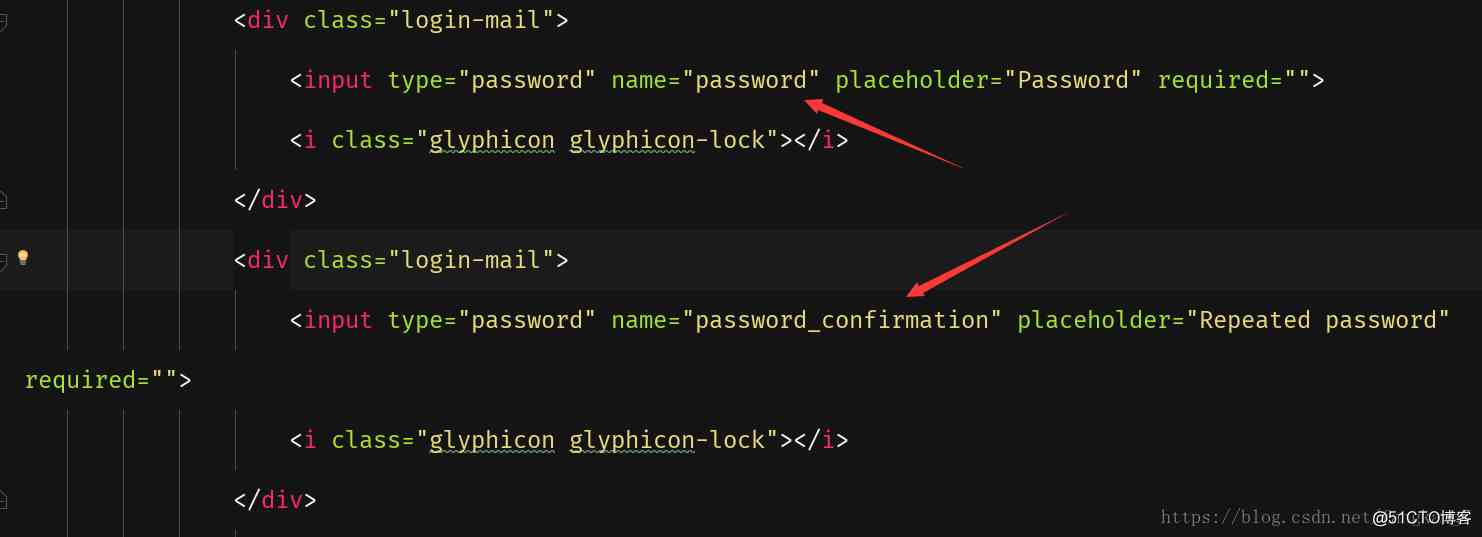 <div class="login-mail">
<input type="password" name="password" placeholder="Password" required="">
<i class="glyphicon glyphicon-lock"></i>
</div>
<div class="login-mail">
<input type="password" name="password_confirmation" placeholder="Repeated password"
required="">
<i class="glyphicon glyphicon-lock"></i>
</div>
https://blog.csdn.net
@51CTO博客